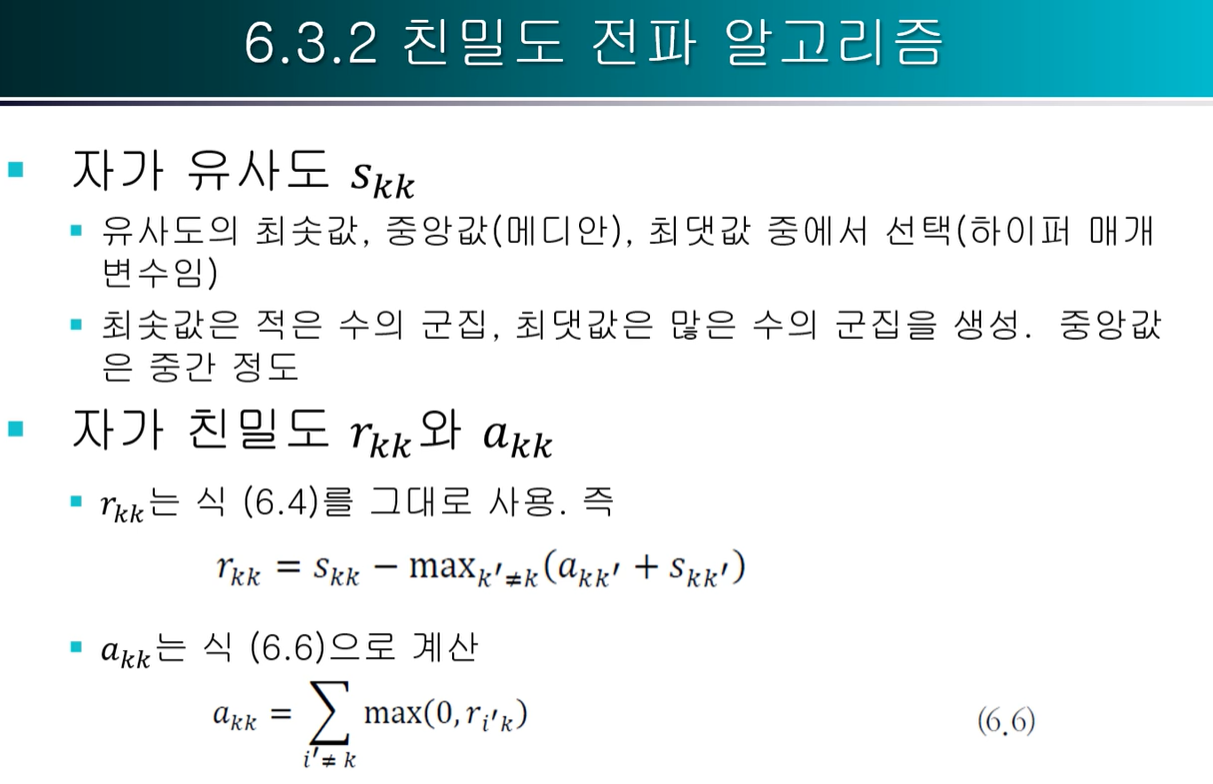 6.3.2 친밀도 전파 알고리즘
▪ 자가 유사도 s_{kk}
▪ 유사도의 최솟값, 중앙값(메디안), 최댓값 중에서 선택(하이퍼 매개
변수임)
▪ 최솟값은 적은 수의 군집, 최댓값은 많은 수의 군집을 생성. 중앙값
은 중간 정도
▪ 자가 친밀도 r_{kk}와 a_{kk}
▪ r_{kk}는 식 (6.4)를 그대로 사용. 즉
r_{kk} = s_{kk} − max_{k′≠k}(a_{kk′} + s_{kk′})
▪ a_{kk}는 식 (6.6)으로 계산
a_{kk} = ∑_{i′≠k} max(0, r_{i′k}) (6.6)